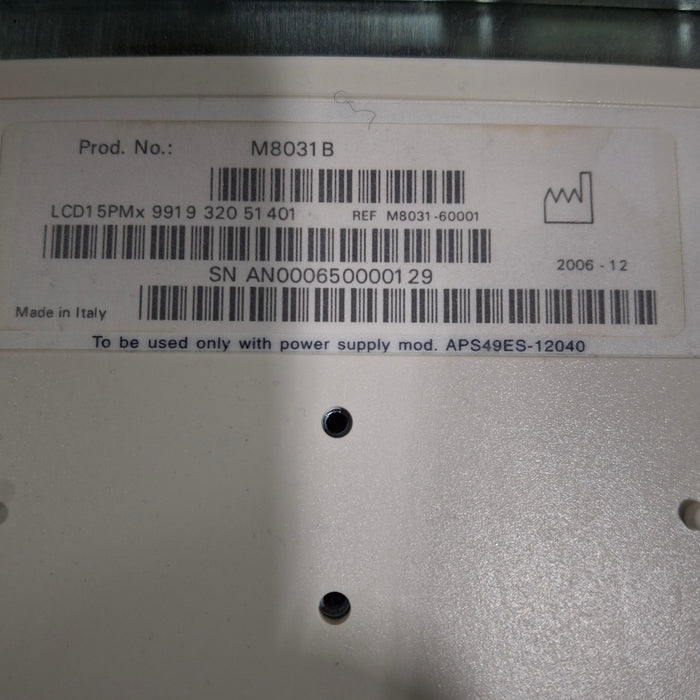 Prod. No.: M8031B
LCD15PMx 9919 320 51401 REF M8031-60001
2006-12
SN AN000650000129
Made in Italy
To be used only with power supply mod. APS49ES-12040